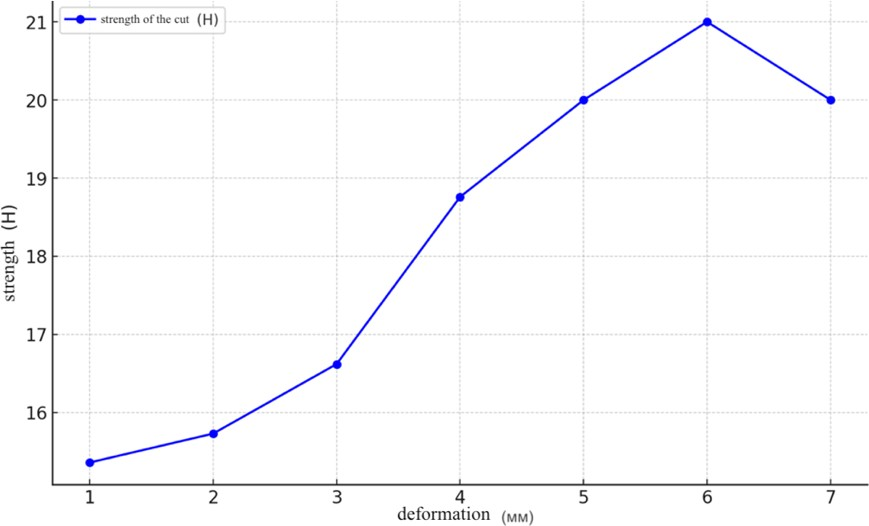 strength of the cut (H)
21
20
19
18
17
16
strength (H)
1 2 3 4 5 6 7
deformation (мм)